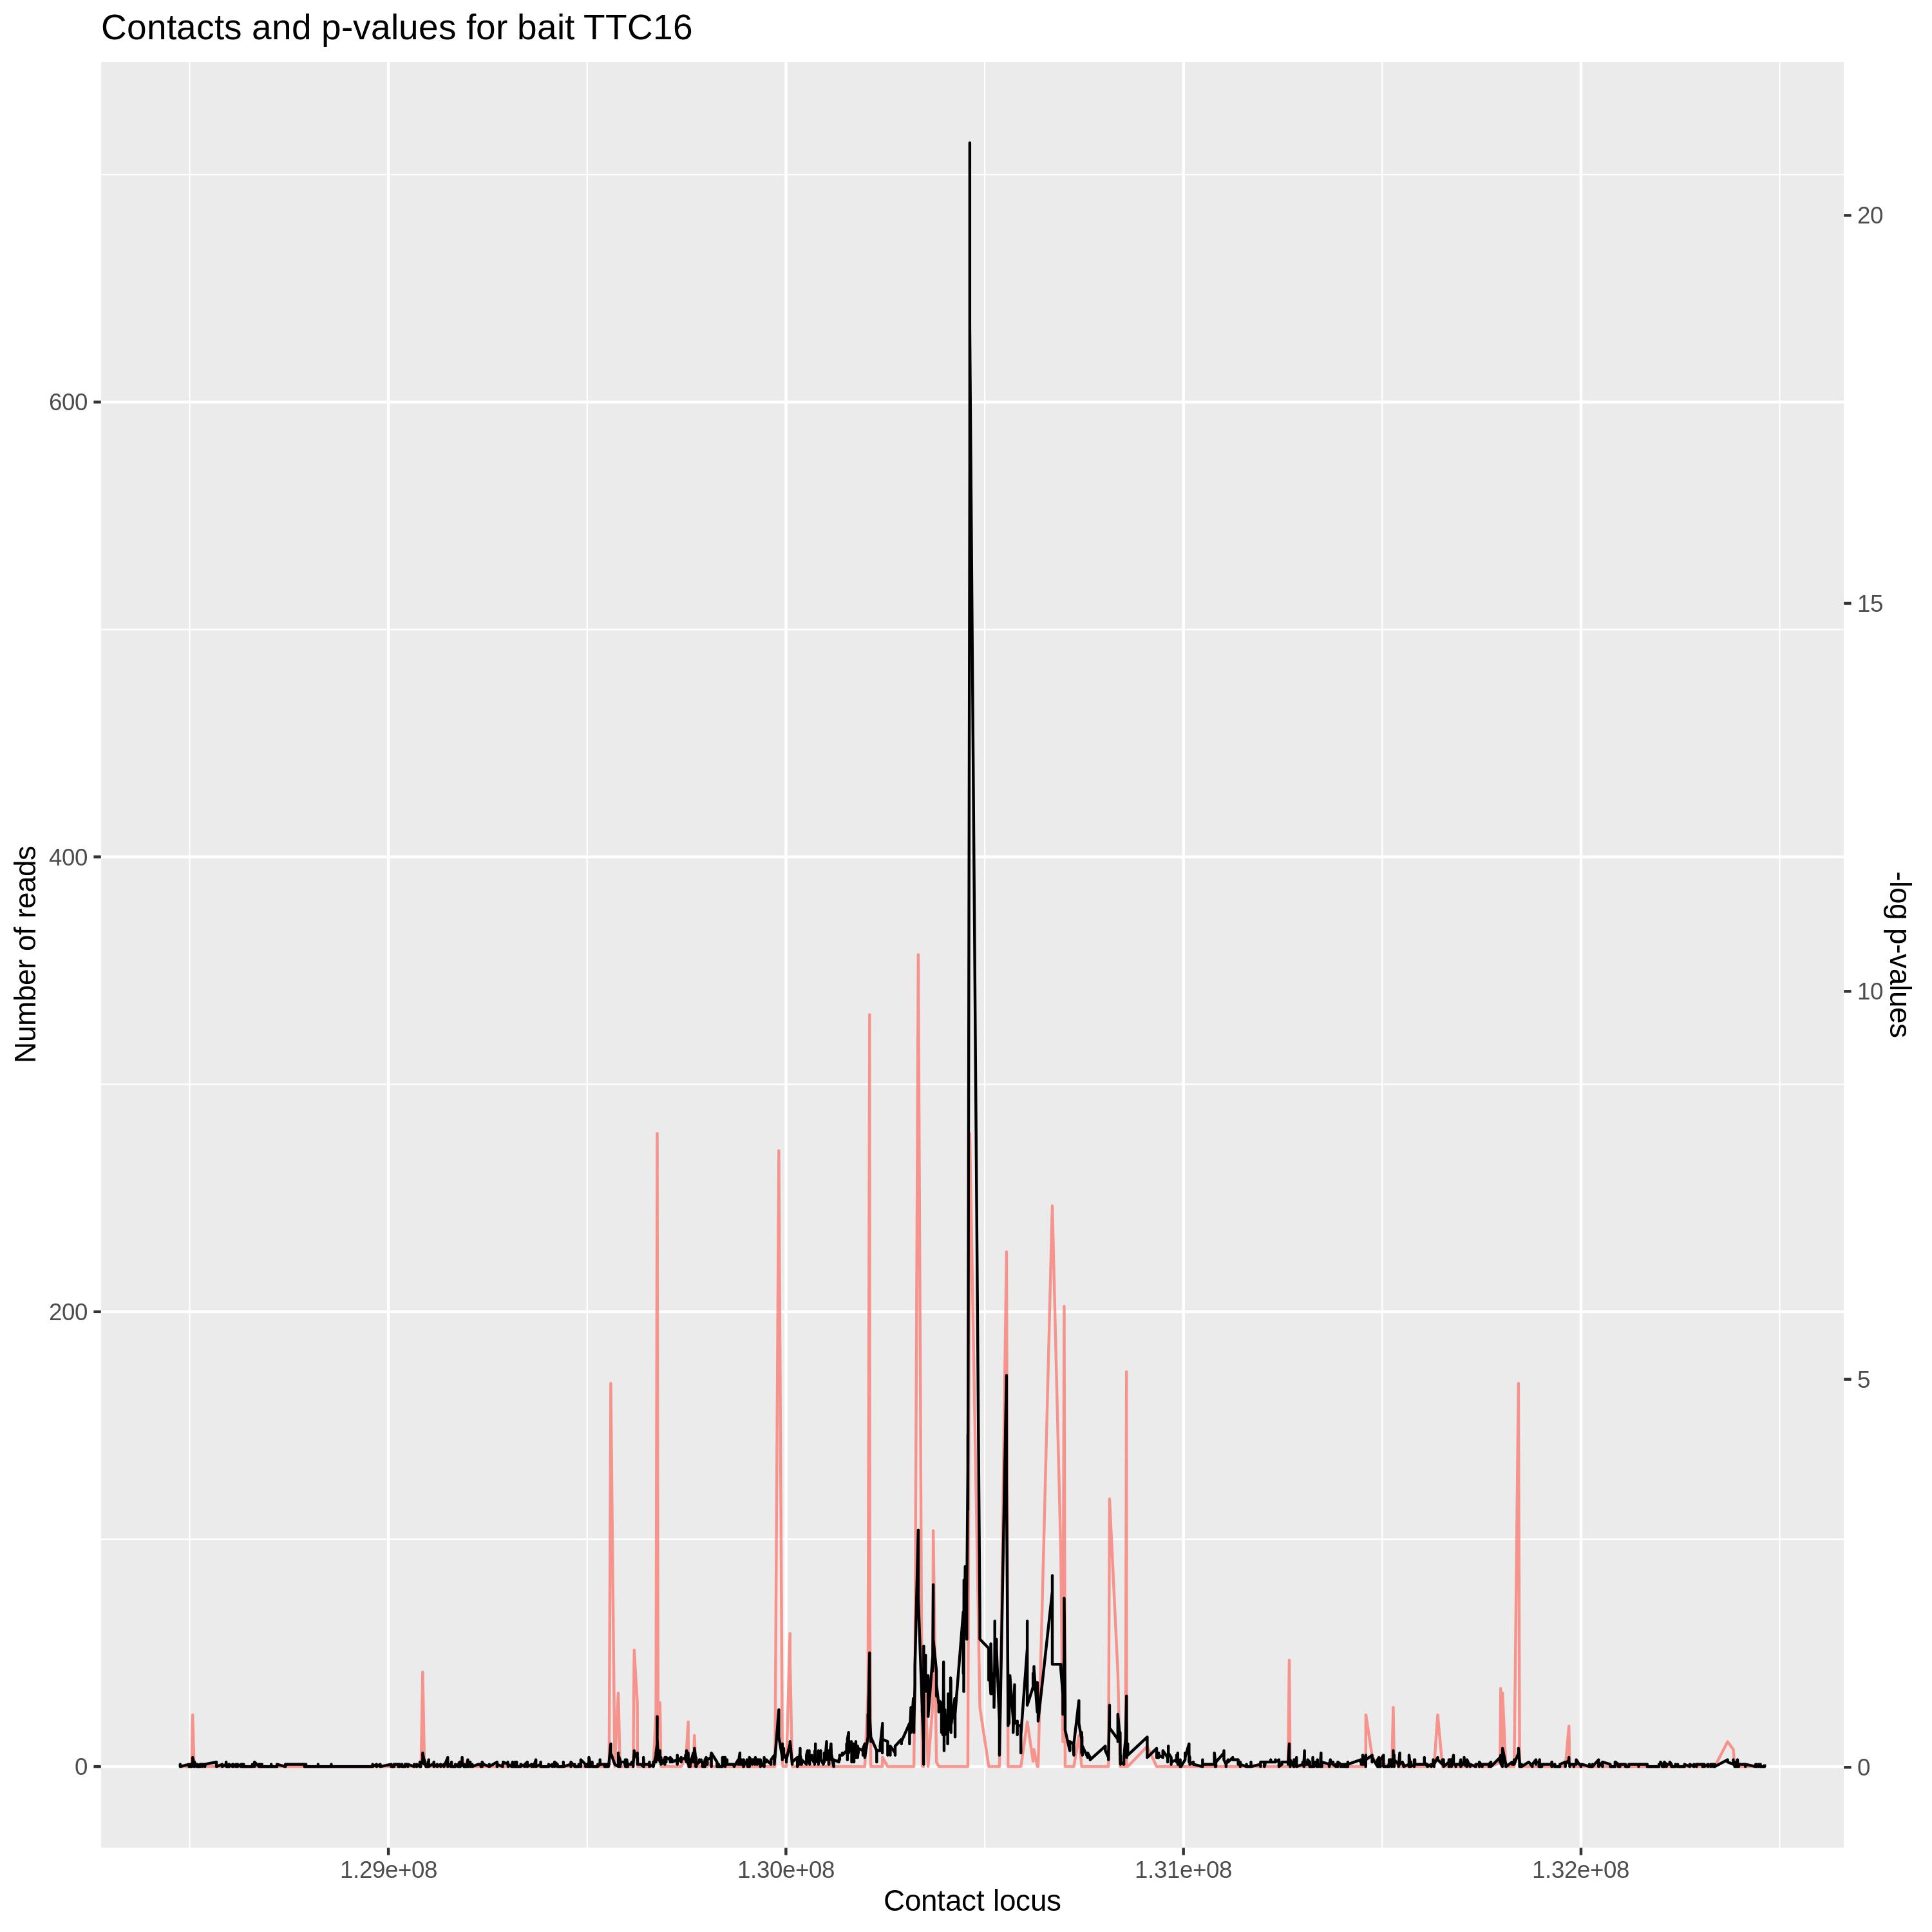 Contacts and p-values for bait TTC16
Number of reads
600
400
200
0
20
15
10
5
0
-log p-values
1.29e+08 1.30e+08 1.31e+08 1.32e+08
Contact locus